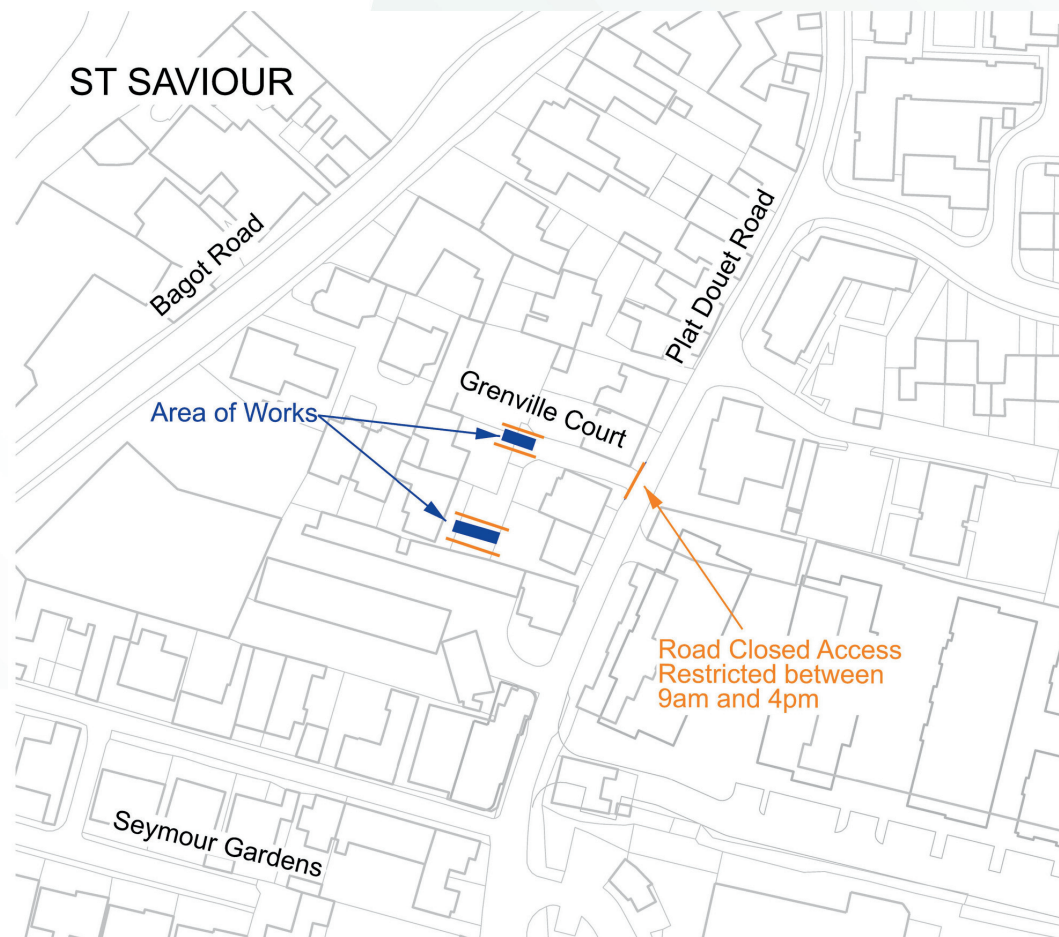 ST SAVIOUR
Bagot Road
Plat Douet Road
Grenville Court
Area of Works
Road Closed Access
Restricted between
9am and 4pm
Seymour Gardens